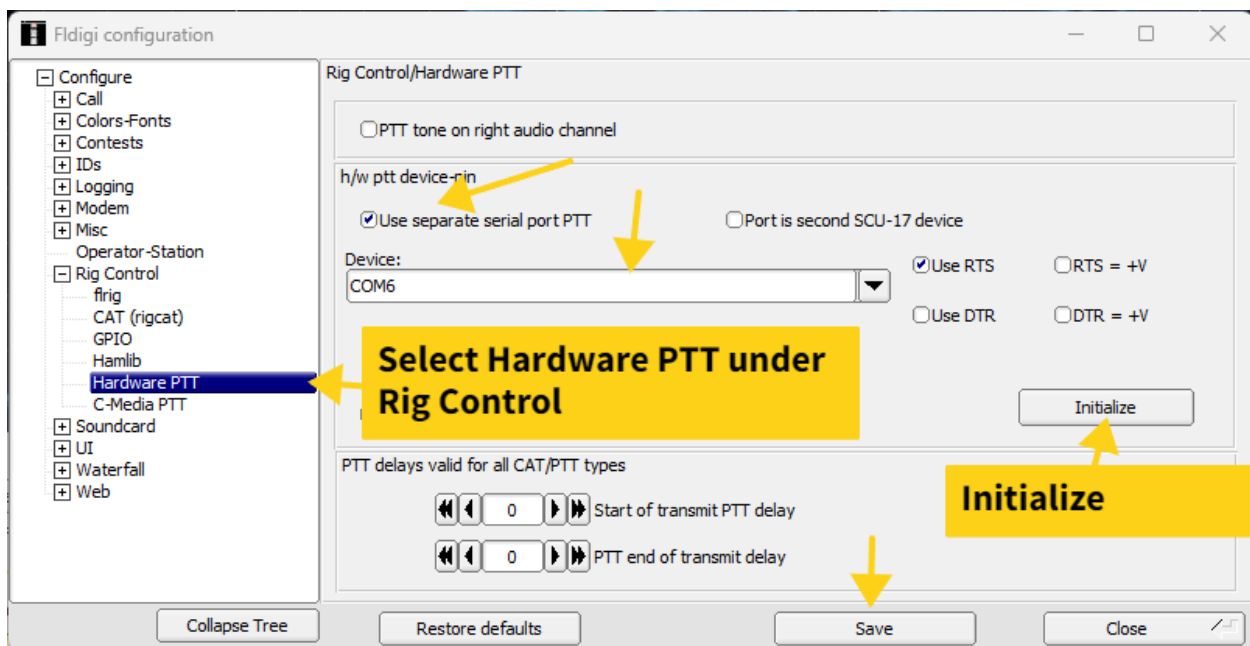 Fldigi configuration
Configure
Call
Colors-Fonts
Contests
IDs
Logging
Modem
Misc
Operator-Station
Rig Control
flrig
CAT (rigcat)
GPIO
Hamlib
Hardware PTT
C-Media PTT
Soundcard
UI
Waterfall
Web
Collapse Tree
Rig Control/Hardware PTT
PTT tone on right audio channel
h/w ptt device-pin
Use separate serial port PTT
Port is second SCU-17 device
Device:
COM6
Use RTS
RTS = +V
Use DTR
DTR = +V
Select Hardware PTT under
Rig Control
Initialize
Initialize
PTT delays valid for all CAT/PTT types
0 Start of transmit PTT delay
0 PTT end of transmit delay
Restore defaults
Save
Close